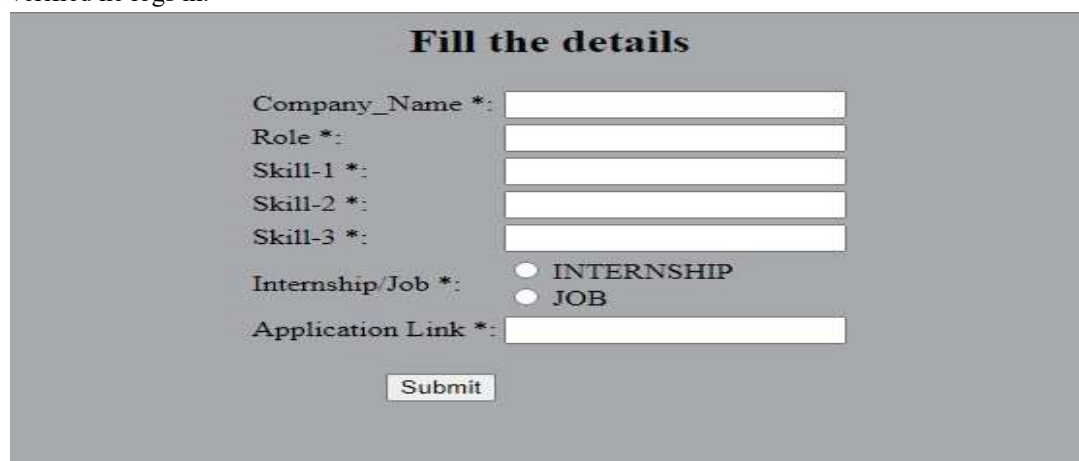 Fill the details
Company_Name *:
Role *:
Skill-1 *:
Skill-2 *:
Skill-3 *:
Internship/Job *:
INTERNSHIP
JOB
Application Link *:
Submit